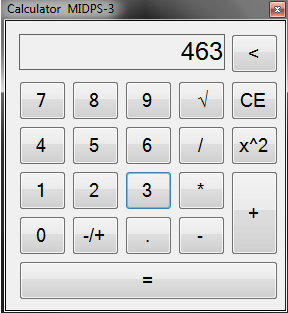 Calculator MIDPS-3
463 <
7 8 9 √ CE
4 5 6 / x^2
1 2 3 * +
0 -/+ . -
=